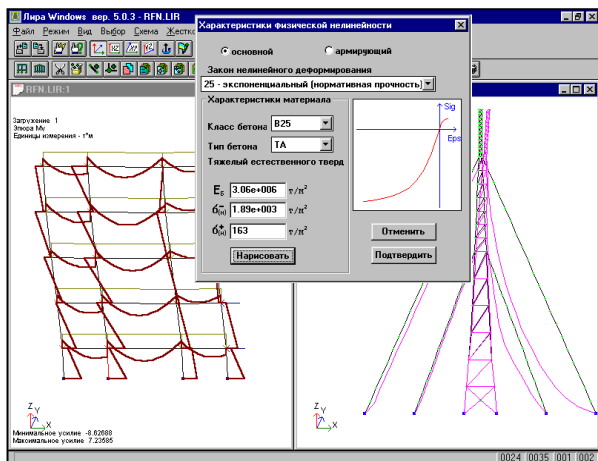 Лира Windows вер. 5.0.3 - RFN.LIR
Файл Режим Вид Выбор Схема Жестко
RFN.LIR:1
Загружение 1
Эпюра My
Единицы измерения - т*м
Z
Y
X
Минимальное усилие -8.62688
Максимальное усилие 7.23585
Характеристики физической нелинейности
основной
армирующий
Закон нелинейного деформирования
25 - экспоненциальный (нормативная прочность)
Характеристики материала
Класс бетона B25
Тип бетона ТА
Тяжелый естественного тверд
Eб 3.06e+006 т/м²
σ(н)- 1.89e+003 т/м²
σ(н)+ 163 т/м²
Нарисовать
Sig
Eps
Отменить
Подтвердить
Z
Y
X
0024 0035 001 002